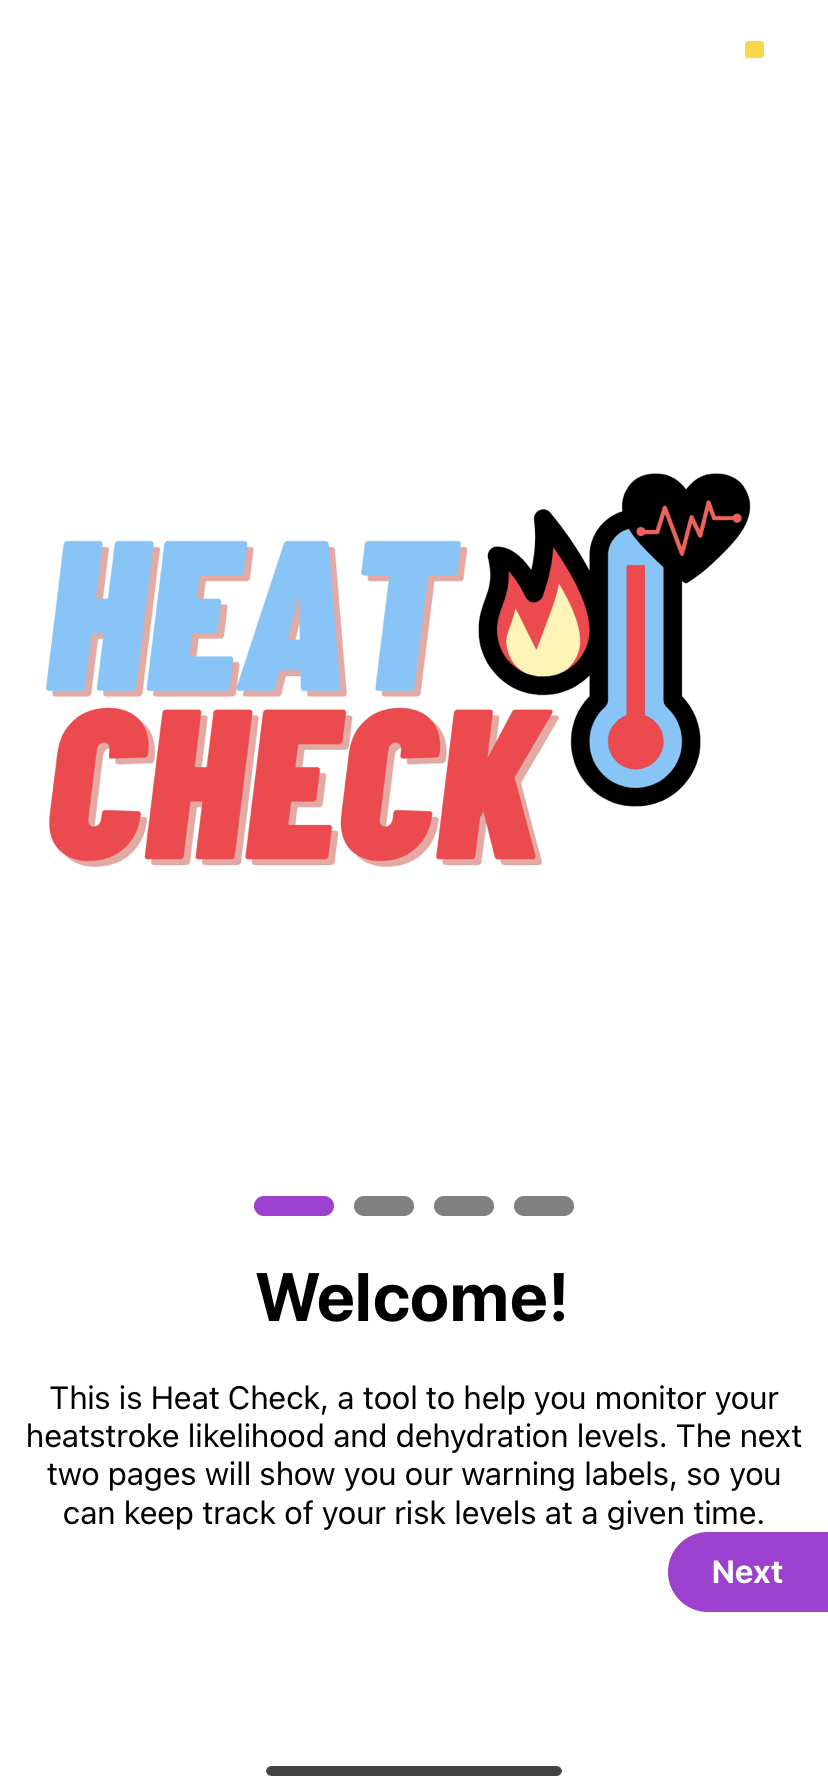 HEAT
CHECK
Welcome!
This is Heat Check, a tool to help you monitor your
heatstroke likelihood and dehydration levels. The next
two pages will show you our warning labels, so you
can keep track of your risk levels at a given time.
Next